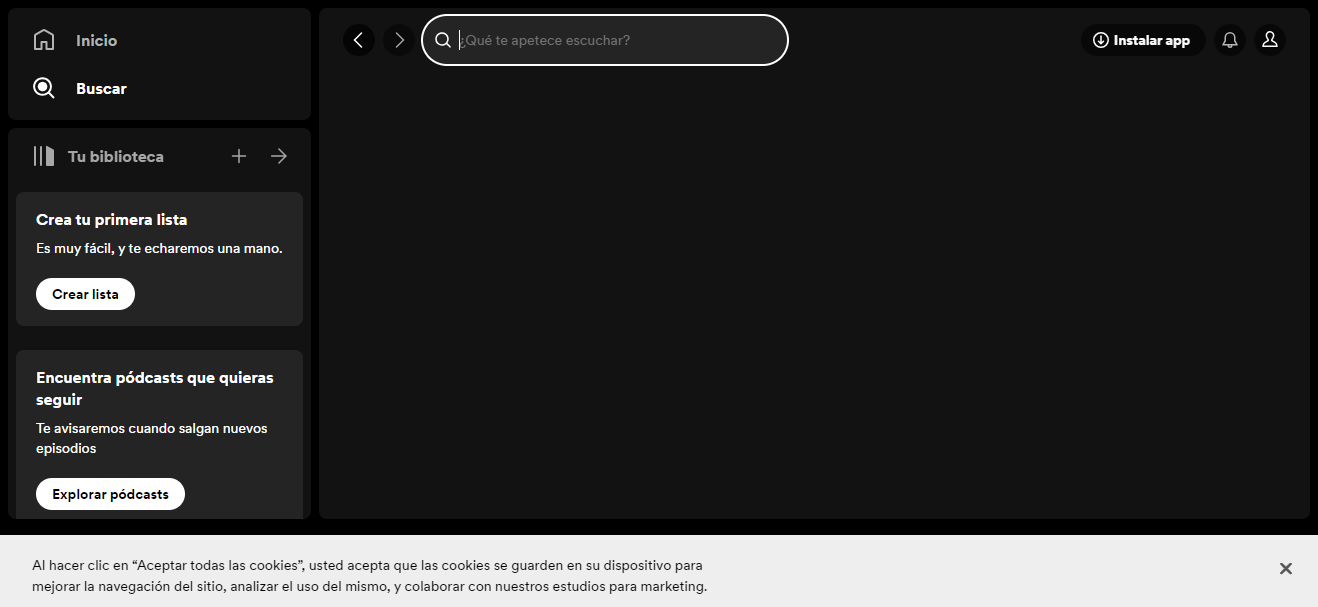 Inicio
¿Qué te apetece escuchar?
Instalar app
Buscar
Tu biblioteca
Crea tu primera lista
Es muy fácil, y te echaremos una mano.
Crear lista
Encuentra pódcasts que quieras
seguir
Te avisaremos cuando salgan nuevos
episodios
Explorar pódcasts
Al hacer clic en “Aceptar todas las cookies”, usted acepta que las cookies se guarden en su dispositivo para
mejorar la navegación del sitio, analizar el uso del mismo, y colaborar con nuestros estudios para marketing.